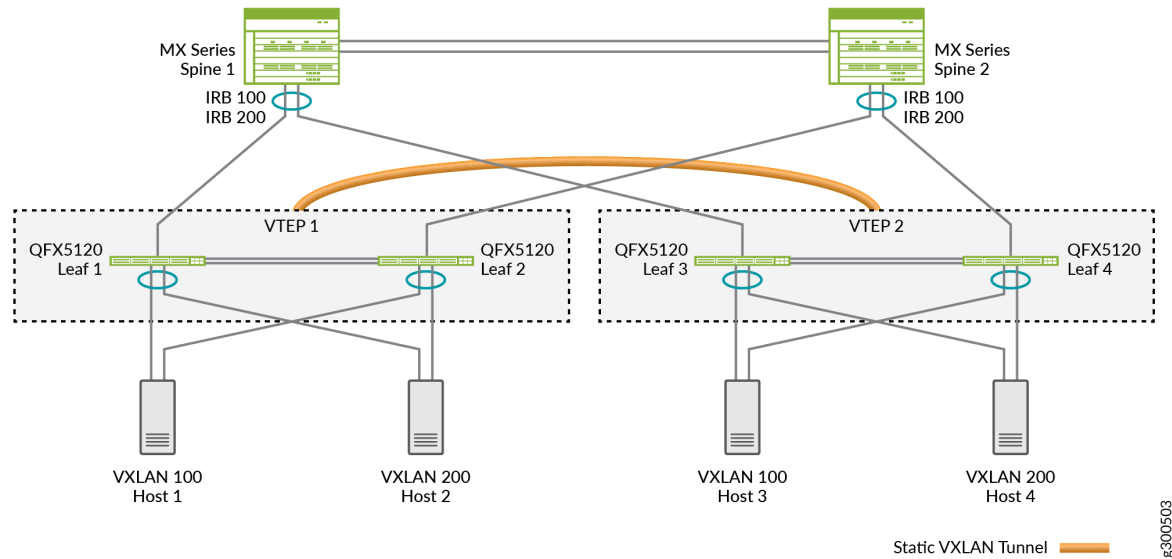 MX Series
Spine 1
MX Series
Spine 2
IRB 100
IRB 200
IRB 100
IRB 200
VTEP 1
VTEP 2
QFX5120
Leaf 1
QFX5120
Leaf 2
QFX5120
Leaf 3
QFX5120
Leaf 4
VXLAN 100
Host 1
VXLAN 200
Host 2
VXLAN 100
Host 3
VXLAN 200
Host 4
Static VXLAN Tunnel
g300503